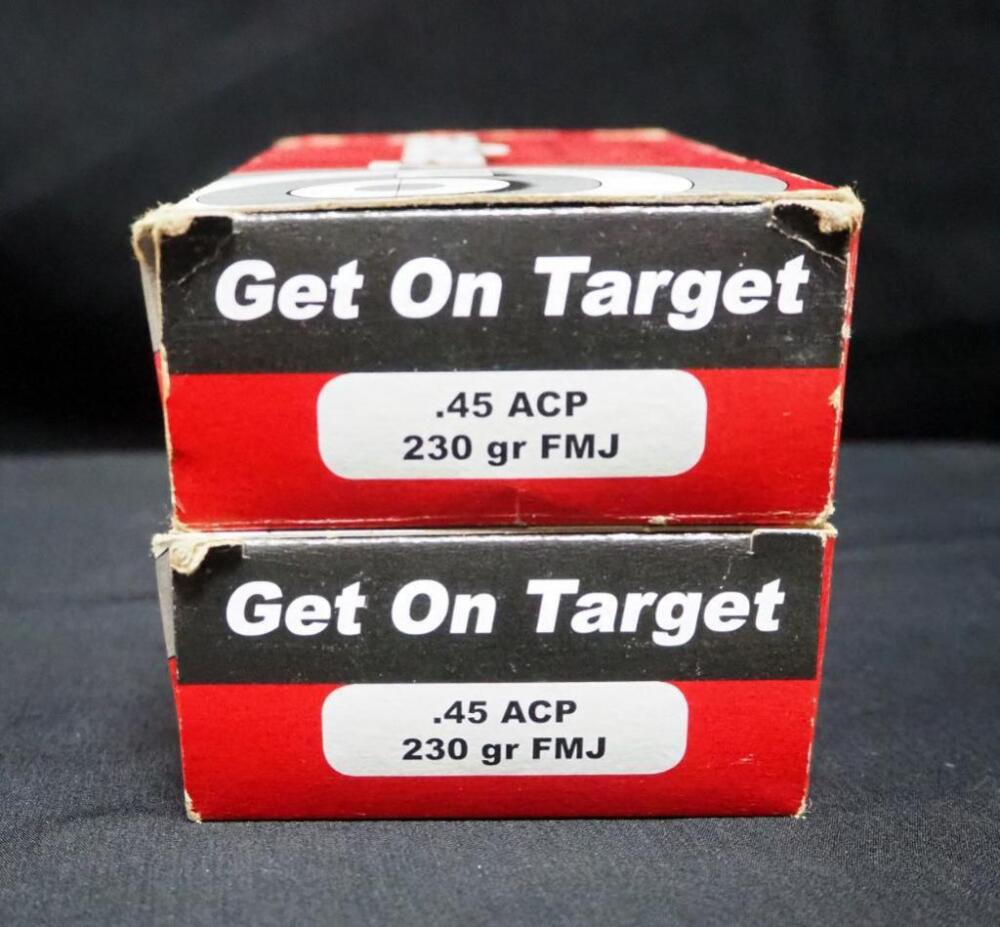 Get On Target
.45 ACP
230 gr FMJ
Get On Target
.45 ACP
230 gr FMJ